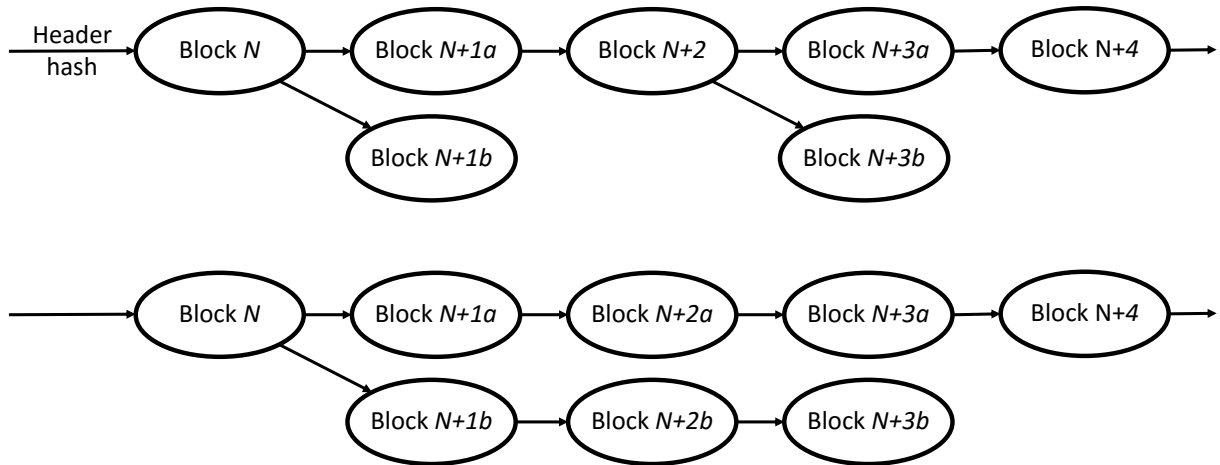 Header
hash
Block N
Block N+1a
Block N+2
Block N+3a
Block N+4
Block N+1b
Block N+3b
Block N
Block N+1a
Block N+2a
Block N+3a
Block N+4
Block N+1b
Block N+2b
Block N+3b